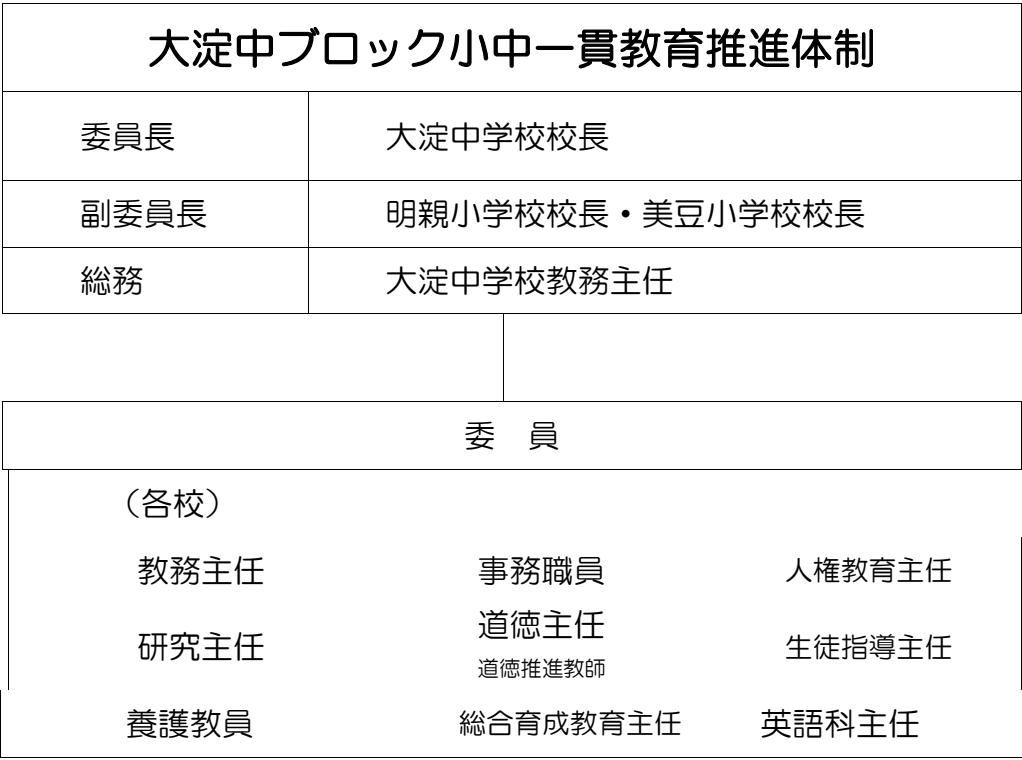 大淀中ブロック小中一貫教育推進体制
委員長 大淀中学校校長
副委員長 明親小学校校長・美豆小学校校長
総務 大淀中学校教務主任
委　員
（各校）
教務主任 事務職員 人権教育主任
研究主任 道徳主任 生徒指導主任
道徳推進教師
養護教員 総合育成教育主任 英語科主任